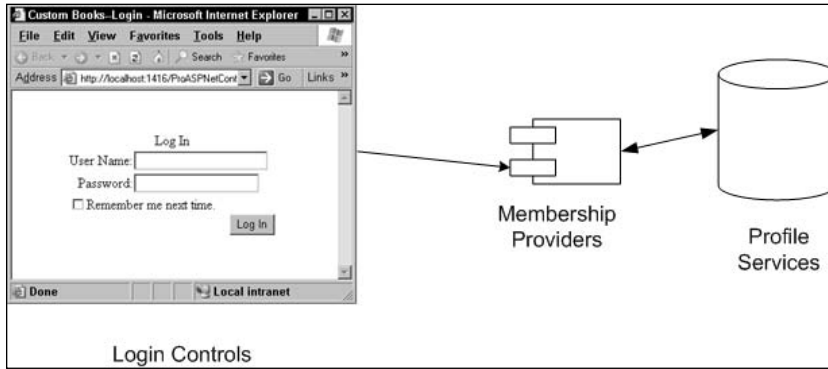 Custom Books--Login - Microsoft Internet Explorer
File Edit View Favorites Tools Help
Back Search Favorites »
Address http://localhost:1416/ProASPNetCont Go Links »
Log In
User Name:
Password:
Remember me next time.
Log In
Done Local intranet
Login Controls
Membership
Providers
Profile
Services